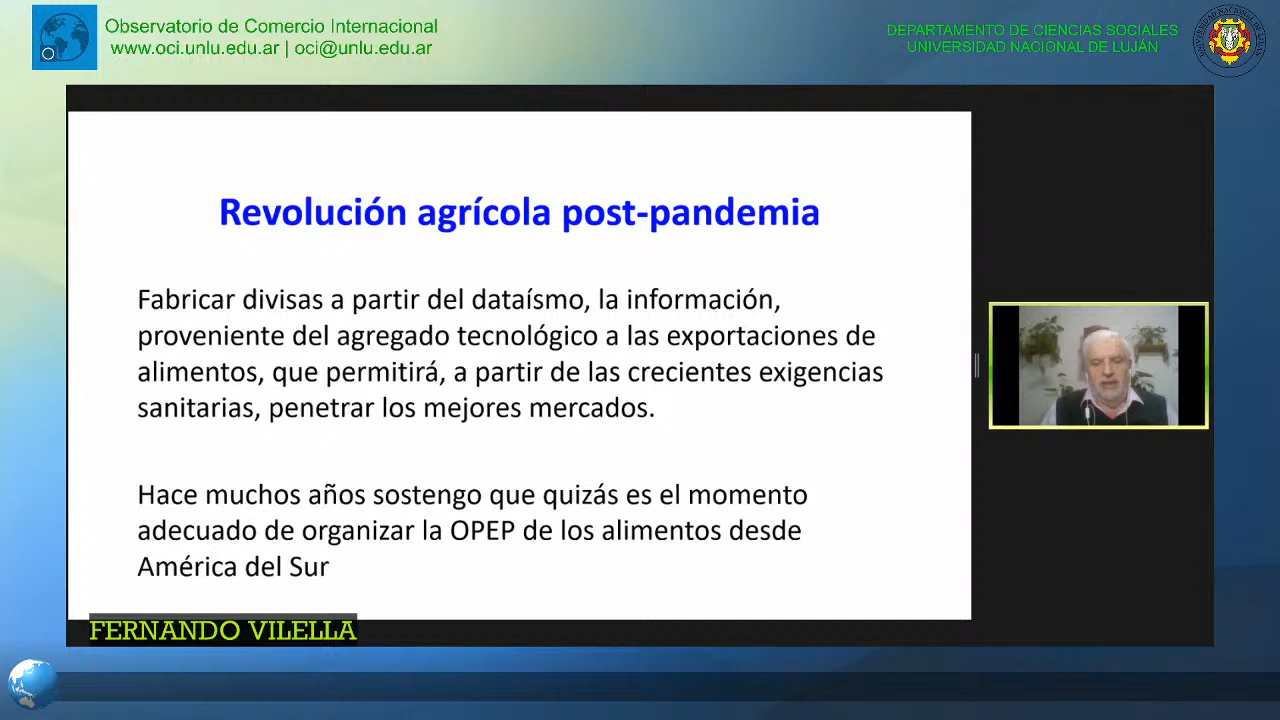 Observatorio de Comercio Internacional
www.oci.unlu.edu.ar | oci@unlu.edu.ar
DEPARTAMENTO DE CIENCIAS SOCIALES
UNIVERSIDAD NACIONAL DE LUJÁN
Revolución agrícola post-pandemia
Fabricar divisas a partir del dataísmo, la información,
proveniente del agregado tecnológico a las exportaciones de
alimentos, que permitirá, a partir de las crecientes exigencias
sanitarias, penetrar los mejores mercados.
Hace muchos años sostengo que quizás es el momento
adecuado de organizar la OPEP de los alimentos desde
América del Sur
FERNANDO VILELLA